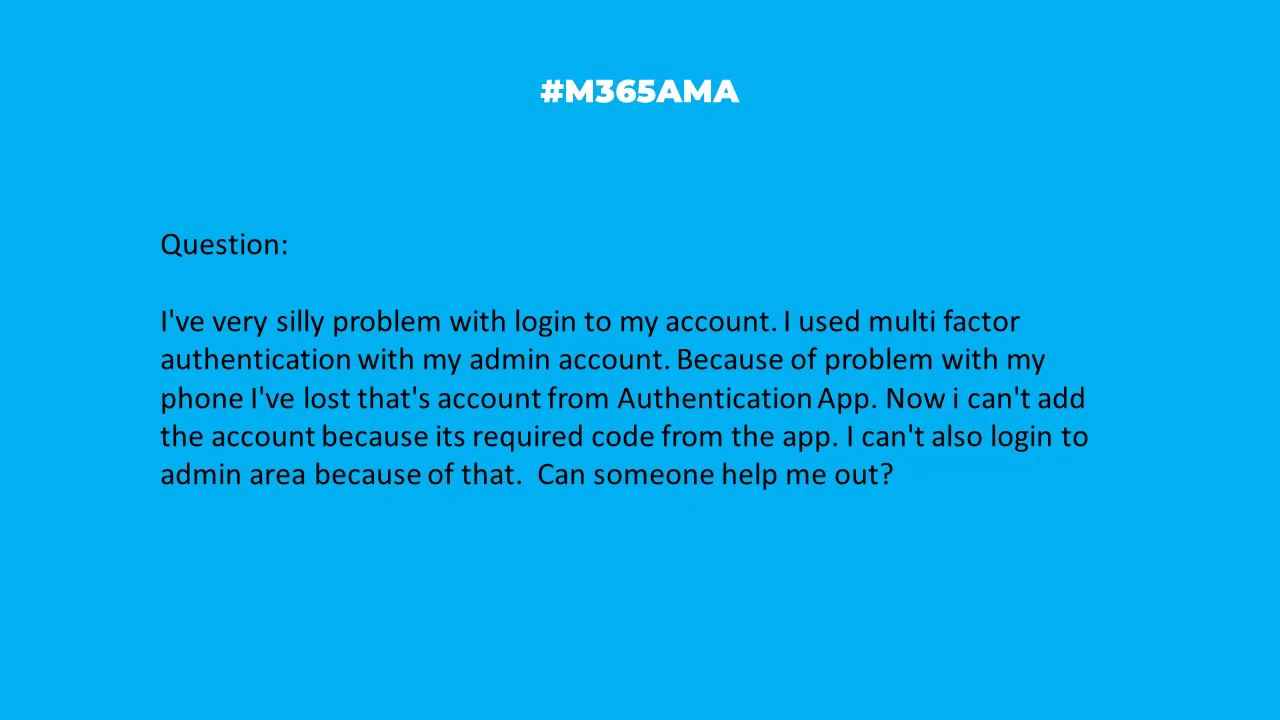 #M365AMA
Question:
I've very silly problem with login to my account. I used multi factor
authentication with my admin account. Because of problem with my
phone I've lost that's account from Authentication App. Now i can't add
the account because its required code from the app. I can't also login to
admin area because of that.  Can someone help me out?